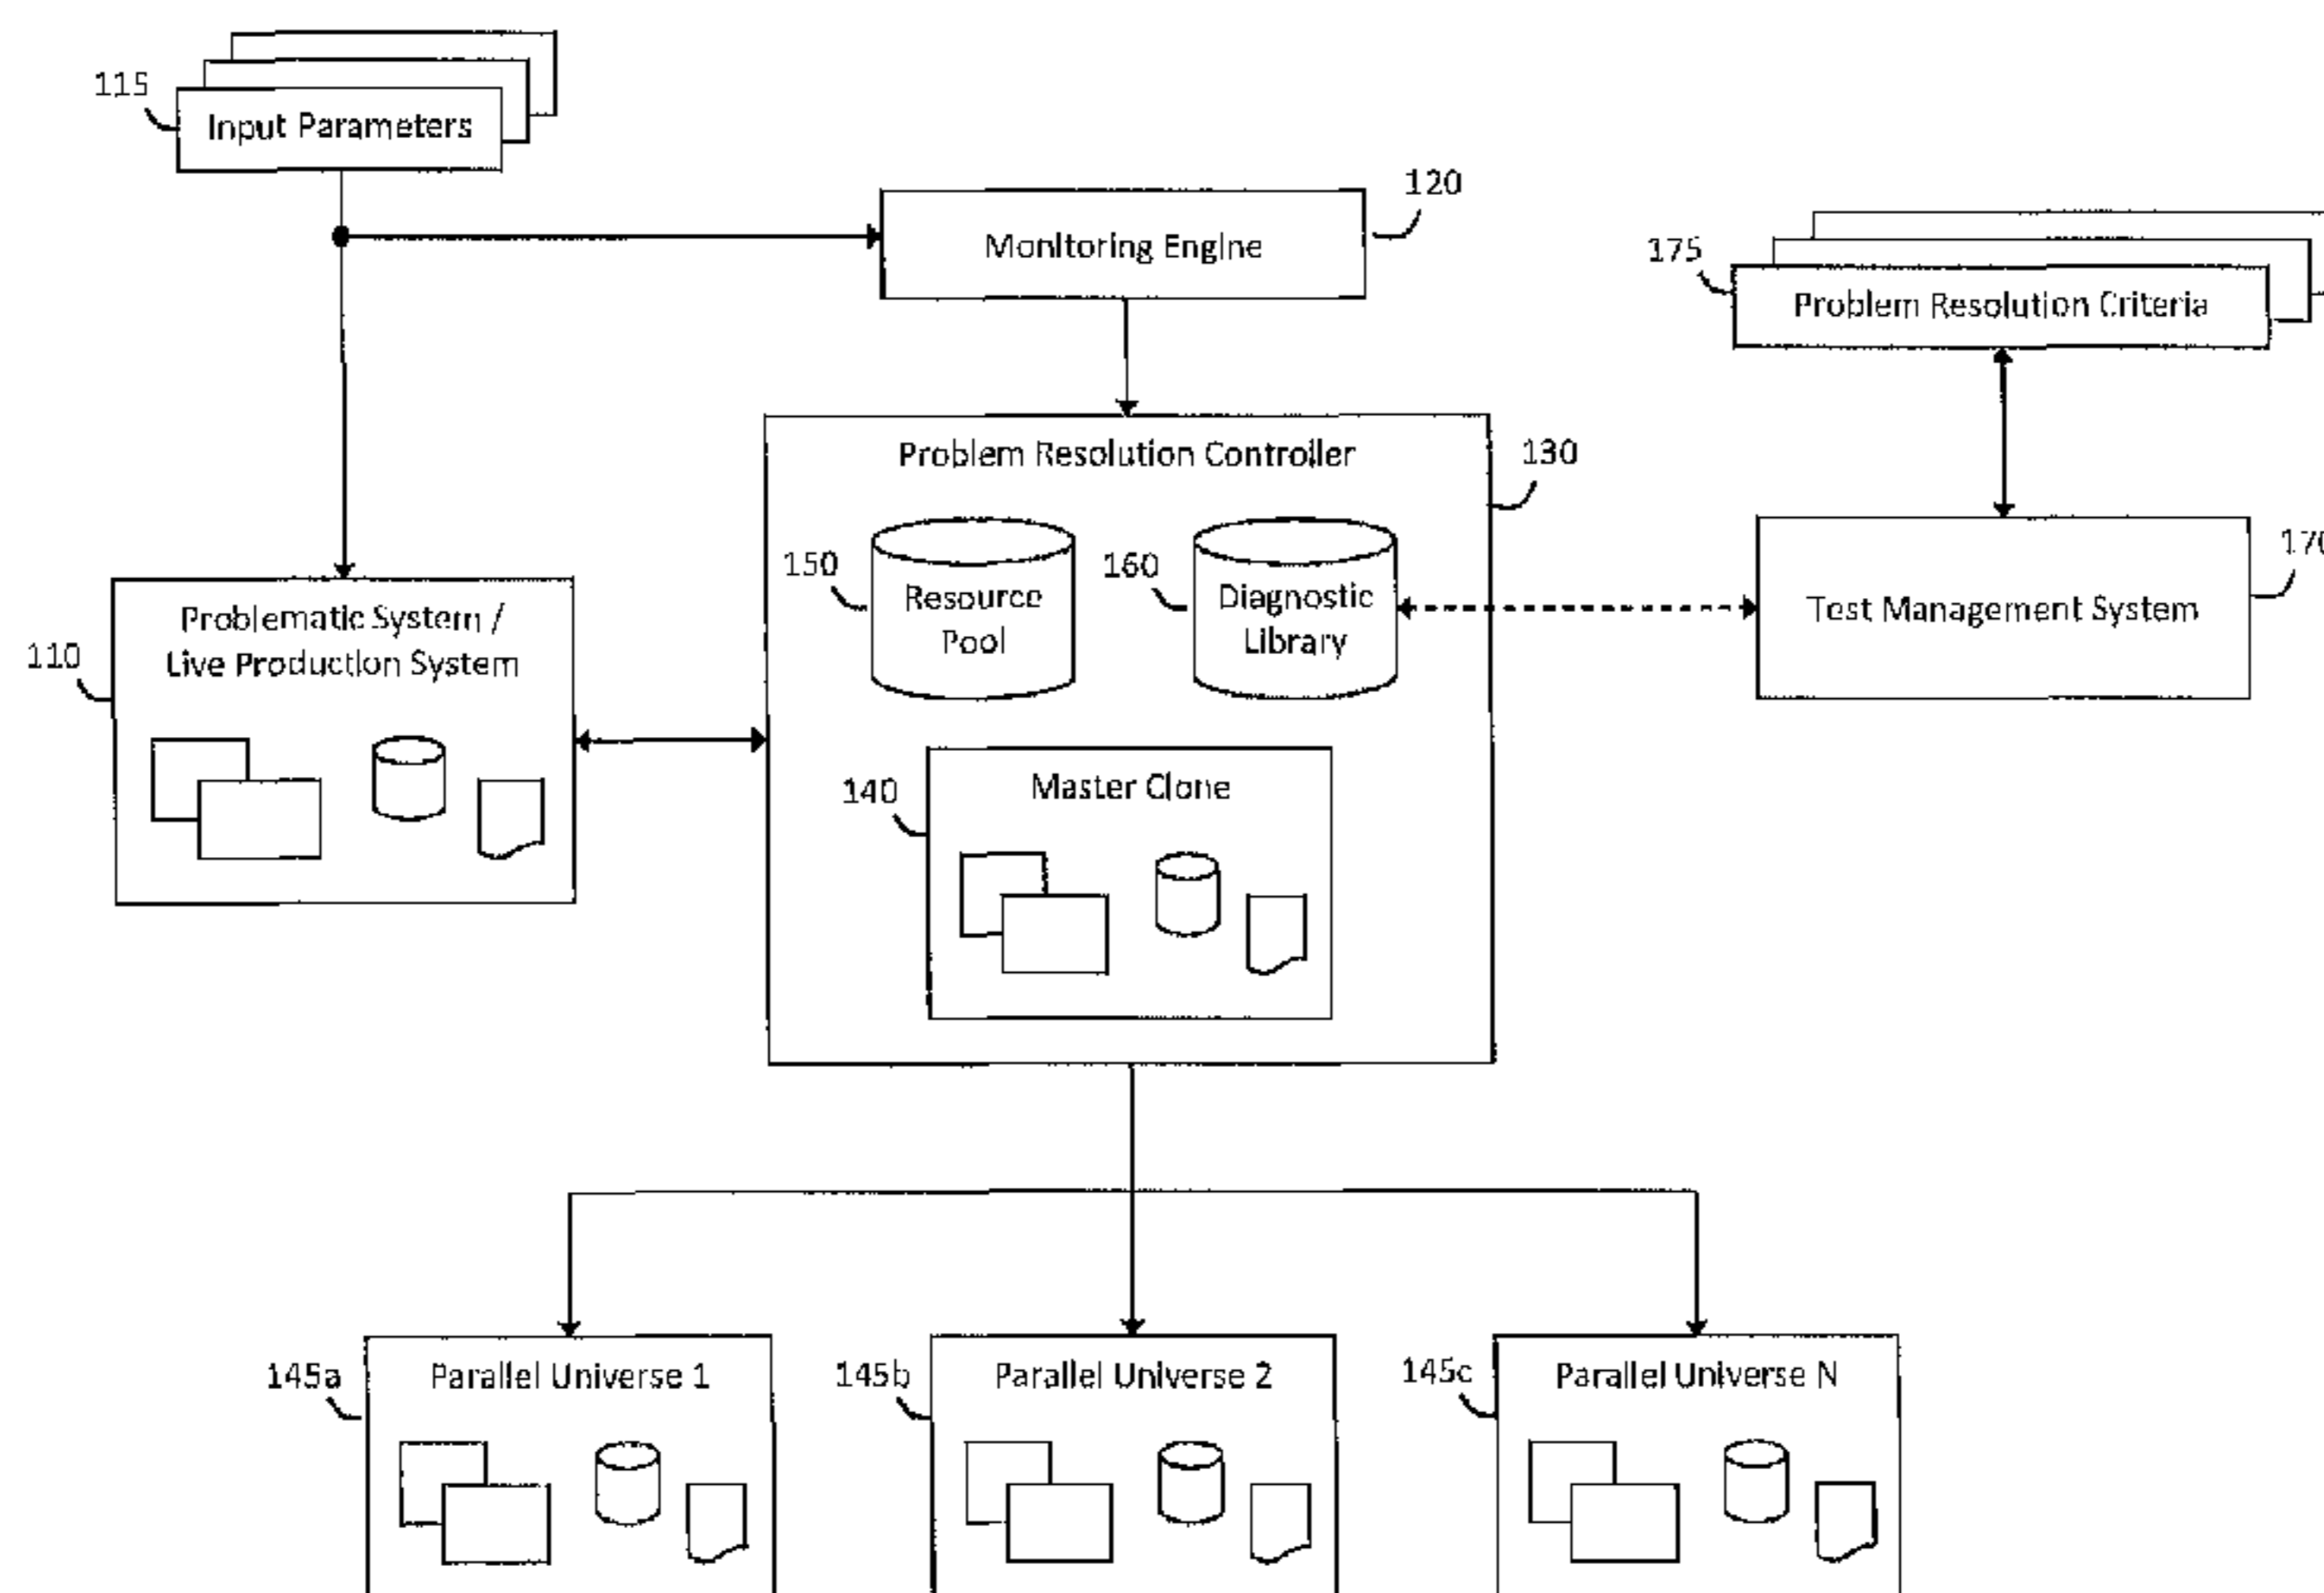 115
Input Parameters
120
Monitoring Engine
175
Problem Resolution Criteria
Problem Resolution Controller
130
150
Resource
Pool
160
Diagnostic
Library
170
Test Management System
110
Problematic System /
Live Production System
140
Master Clone
145a
Parallel Universe 1
145b
Parallel Universe 2
145c
Parallel Universe N